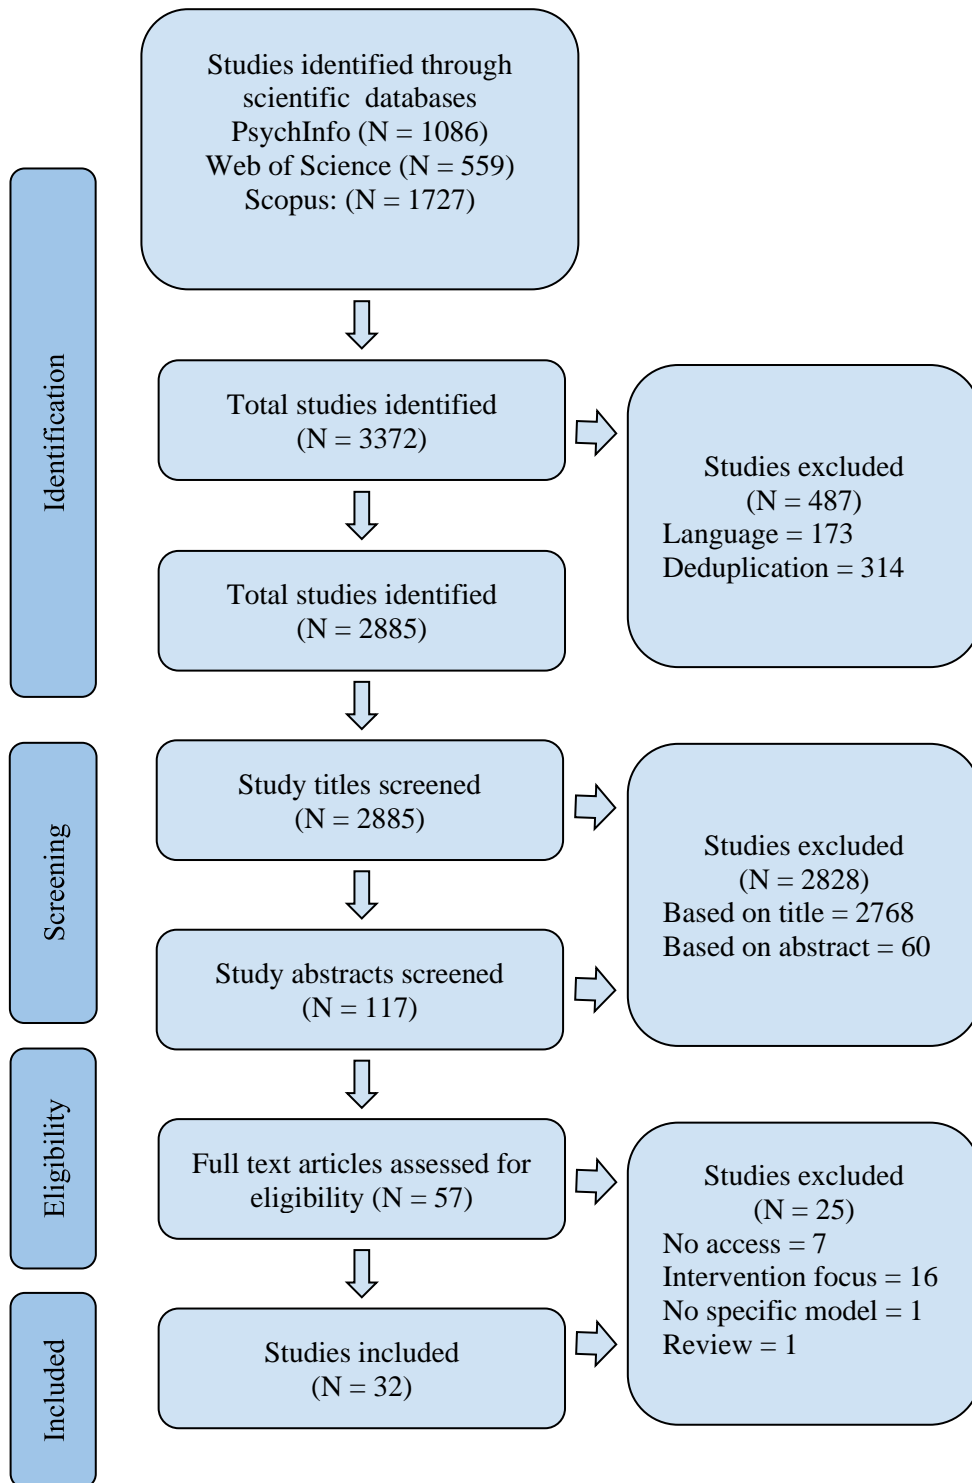 Studies identified through
scientific databases
PsychInfo (N = 1086)
Web of Science (N = 559)
Scopus: (N = 1727)
Identification
Total studies identified
(N = 3372)
Studies excluded
(N = 487)
Language = 173
Deduplication = 314
Total studies identified
(N = 2885)
Screening
Study titles screened
(N = 2885)
Studies excluded
(N = 2828)
Based on title = 2768
Based on abstract = 60
Study abstracts screened
(N = 117)
Eligibility
Full text articles assessed for
eligibility (N = 57)
Studies excluded
(N = 25)
No access = 7
Intervention focus = 16
No specific model = 1
Review = 1
Included
Studies included
(N = 32)